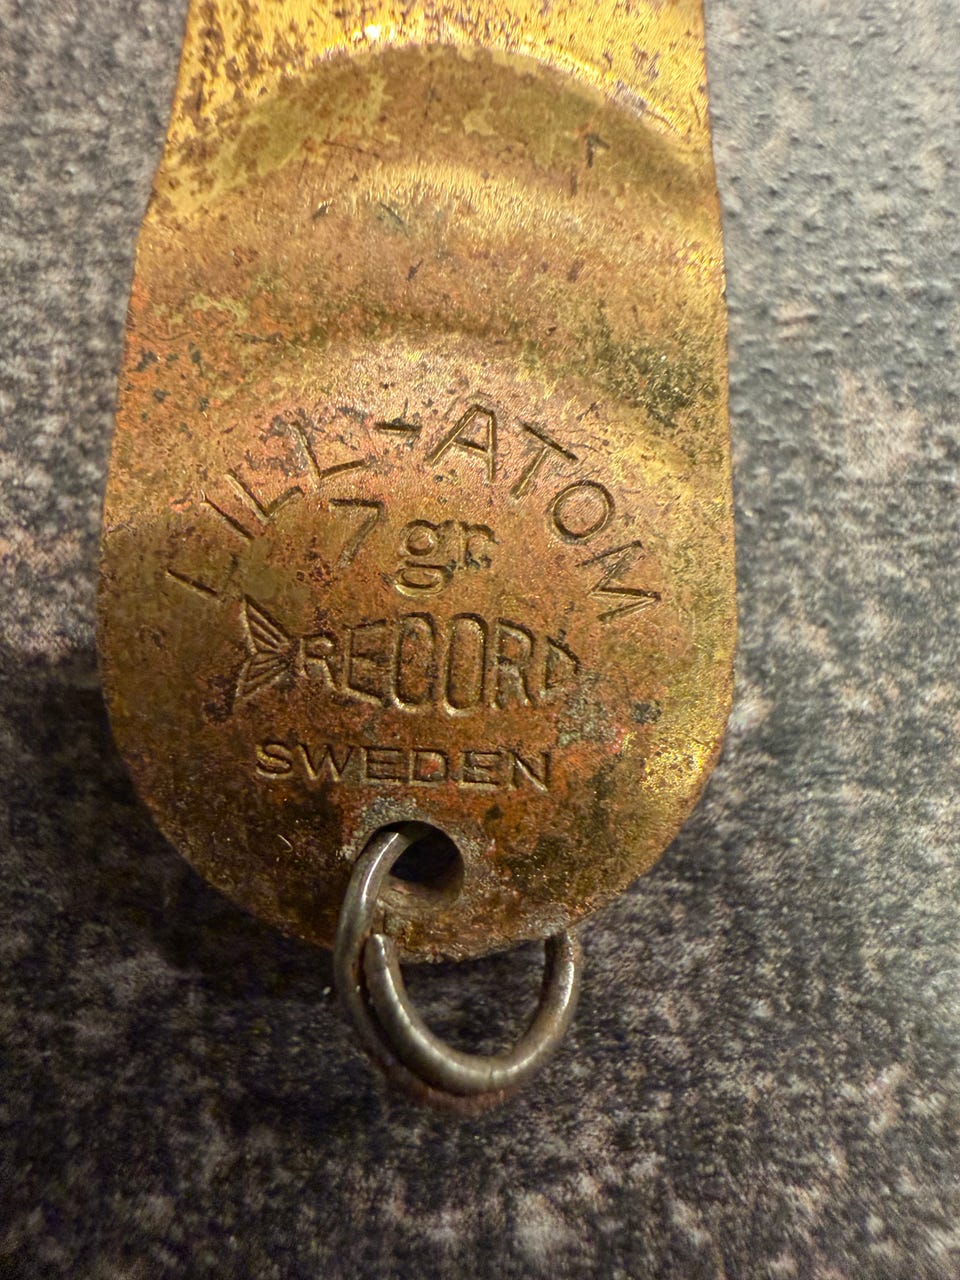 LILL-ATOM
7 gr.
RECORD
SWEDEN